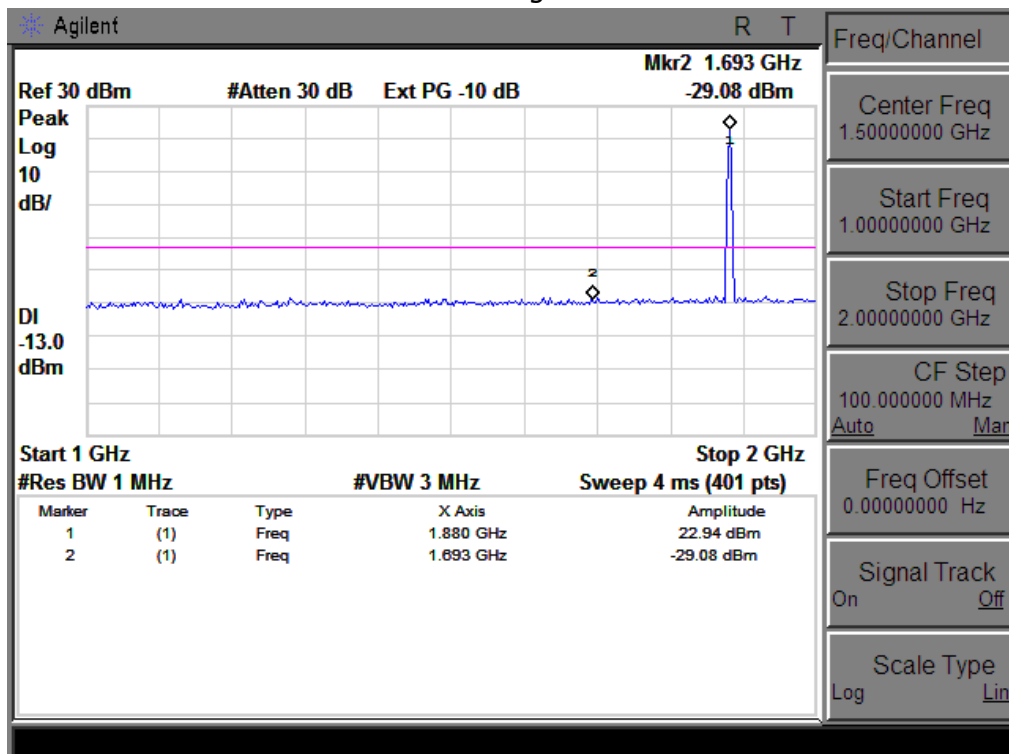 Agilent R T
Mkr2 1.693 GHz
Ref 30 dBm #Atten 30 dB Ext PG -10 dB -29.08 dBm
Peak
Log
10
dB/
1
2
DI
-13.0
dBm
Start 1 GHz Stop 2 GHz
#Res BW 1 MHz #VBW 3 MHz Sweep 4 ms (401 pts)
Marker Trace Type X Axis Amplitude
1 (1) Freq 1.880 GHz 22.94 dBm
2 (1) Freq 1.693 GHz -29.08 dBm
Freq/Channel
Center Freq
1.50000000 GHz
Start Freq
1.00000000 GHz
Stop Freq
2.00000000 GHz
CF Step
100.000000 MHz
Auto Man
Freq Offset
0.00000000 Hz
Signal Track
On Off
Scale Type
Log Lin